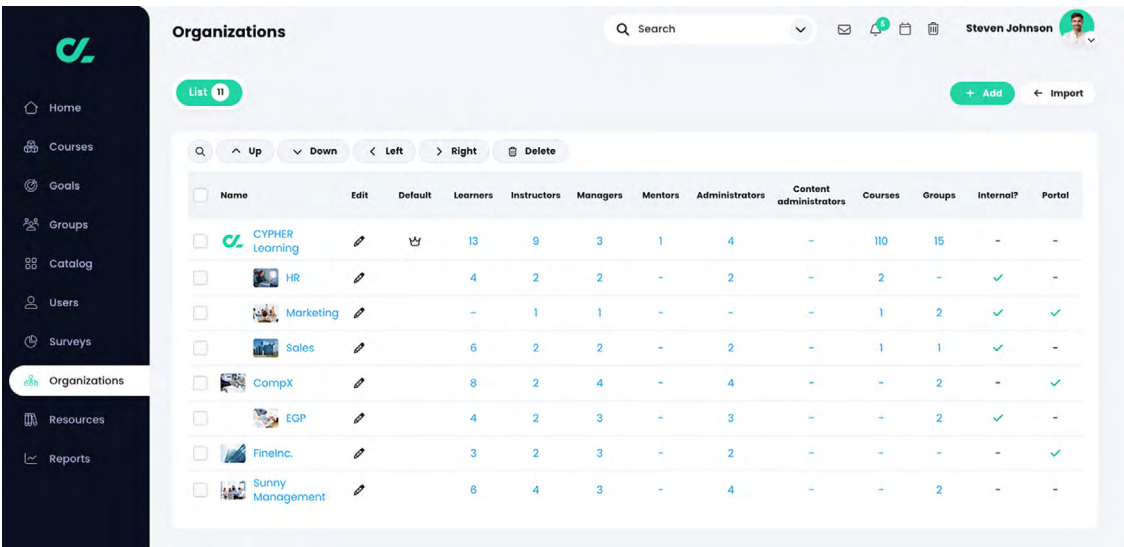 Organizations
Search
5
Steven Johnson
List 11
+ Add
← Import
Home
Courses
Goals
Groups
Catalog
Users
Surveys
Organizations
Resources
Reports
Up Down Left Right Delete
Name Edit Default Learners Instructors Managers Mentors Administrators Content administrators Courses Groups Internal? Portal
CYPHER Learning 13 9 3 1 4 - 110 15 - -
HR 4 2 2 - 2 - 2 - ✓ -
Marketing - 1 1 - - - 1 2 ✓ ✓
Sales 6 2 2 - 2 - 1 1 ✓ -
CompX 8 2 4 - 4 - - 2 - ✓
EGP 4 2 3 - 3 - - 2 ✓ -
FineInc. 3 2 3 - 2 - - - - ✓
Sunny Management 6 4 3 - 4 - - 2 - -